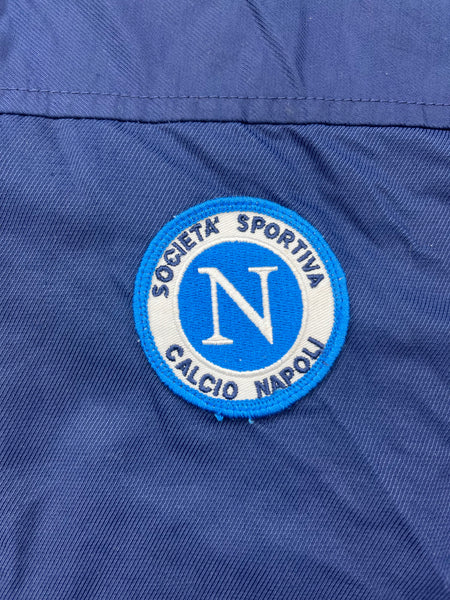 SOCIETA' SPORTIVA
N
CALCIO NAPOLI